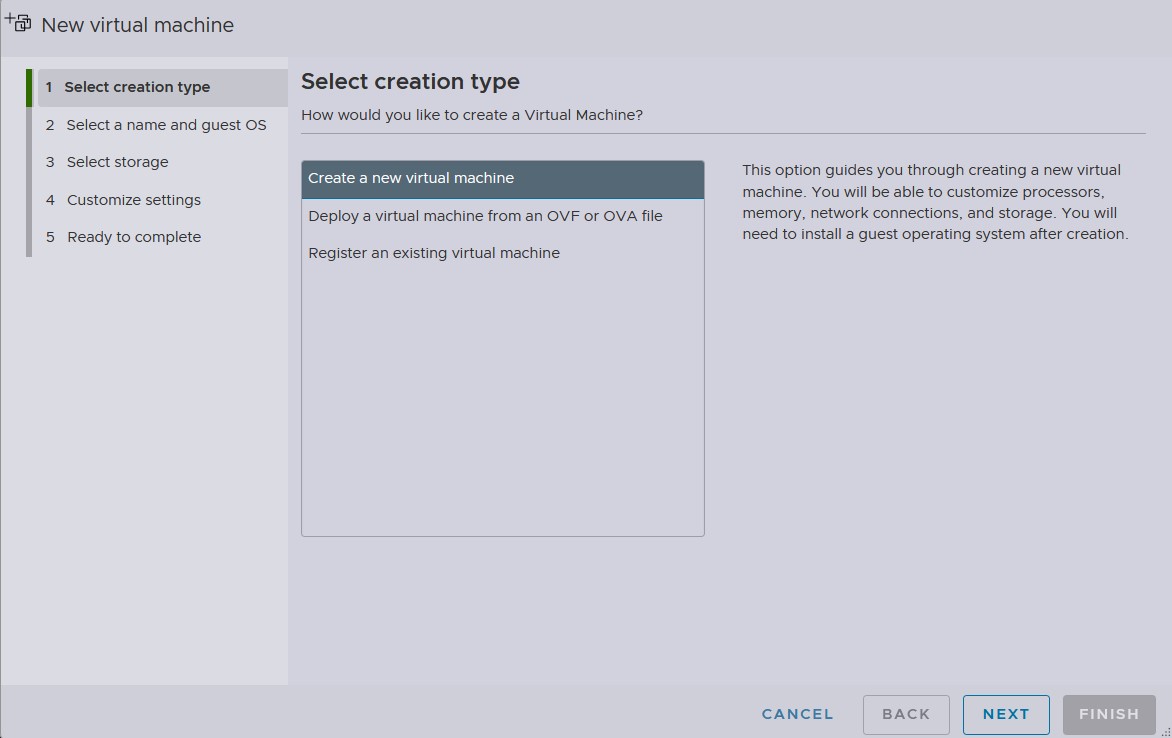 New virtual machine
1 Select creation type
2 Select a name and guest OS
3 Select storage
4 Customize settings
5 Ready to complete
Select creation type
How would you like to create a Virtual Machine?
Create a new virtual machine
Deploy a virtual machine from an OVF or OVA file
Register an existing virtual machine
This option guides you through creating a new virtual
machine. You will be able to customize processors,
memory, network connections, and storage. You will
need to install a guest operating system after creation.
CANCEL
BACK
NEXT
FINISH